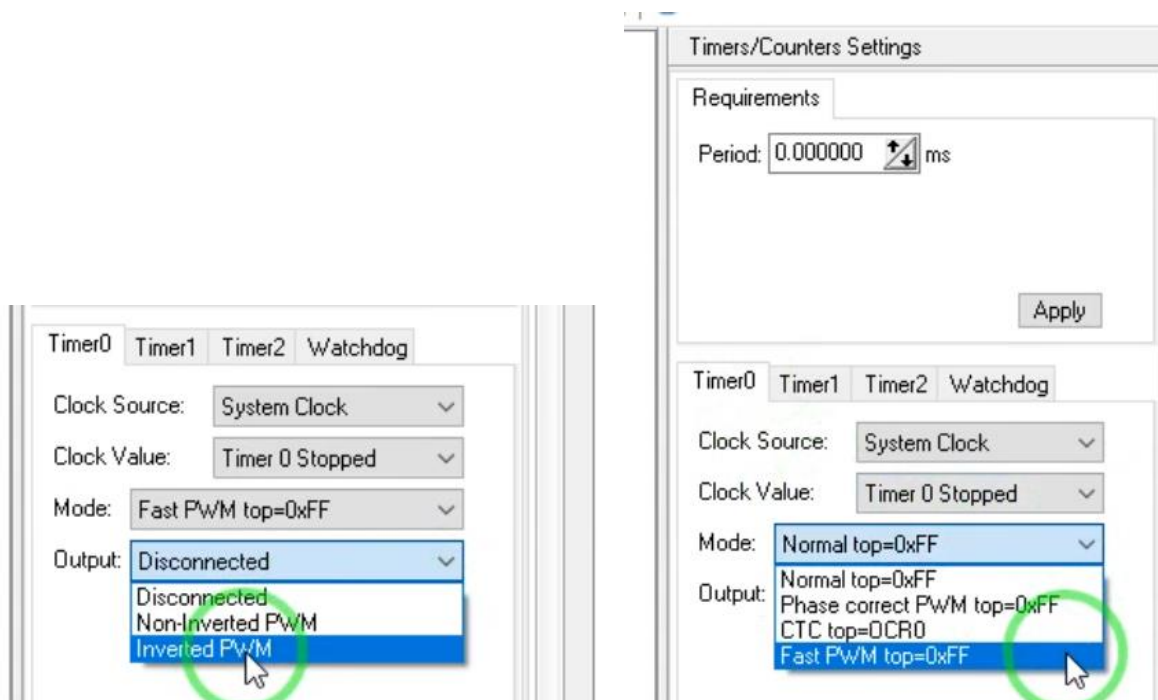 Timer0 Timer1 Timer2 Watchdog
Clock Source: System Clock
Clock Value: Timer 0 Stopped
Mode: Fast PWM top=0xFF
Output: Disconnected
Disconnected
Non-Inverted PWM
Inverted PWM
Timers/Counters Settings
Requirements
Period: 0.000000 ms
Apply
Timer0 Timer1 Timer2 Watchdog
Clock Source: System Clock
Clock Value: Timer 0 Stopped
Mode: Normal top=0xFF
Output: Normal top=0xFF
Phase correct PWM top=0xFF
CTC top=OCR0
Fast PWM top=0xFF